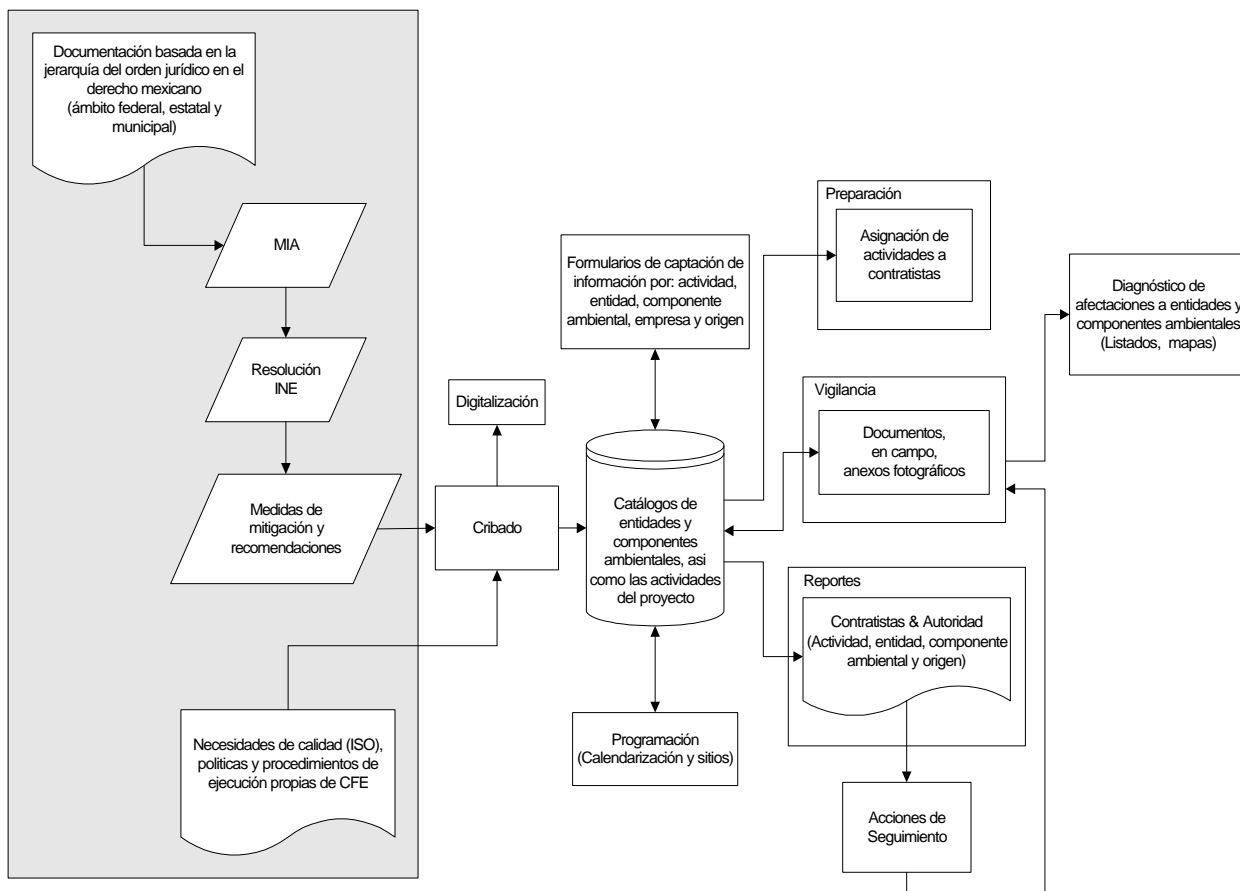 Documentación basada en la
jerarquía del orden jurídico en el
derecho mexicano
(ámbito federal, estatal y
municipal)
MIA
Resolución
INE
Medidas de
mitigación y
recomendaciones
Necesidades de calidad (ISO),
politicas y procedimientos de
ejecución propias de CFE
Digitalización
Cribado
Formularios de captación de
información por: actividad,
entidad, componente
ambiental, empresa y origen
Catálogos de
entidades y
componentes
ambientales, asi
como las actividades
del proyecto
Programación
(Calendarización y sitios)
Preparación
Asignación de
actividades a
contratistas
Vigilancia
Documentos,
en campo,
anexos fotográficos
Reportes
Contratistas & Autoridad
(Actividad, entidad, componente
ambiental y origen)
Acciones de
Seguimiento
Diagnóstico de
afectaciones a entidades y
componentes ambientales
(Listados, mapas)